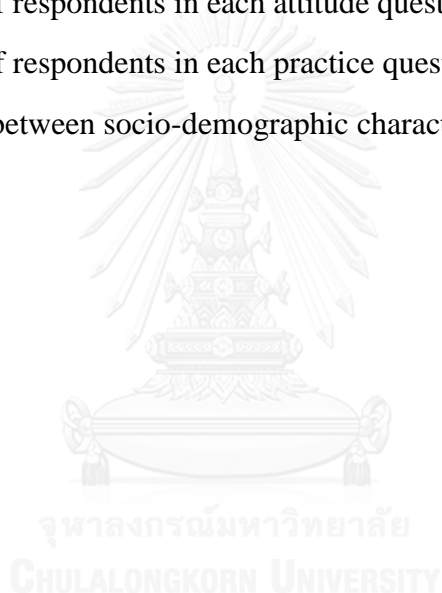 f respondents in each attitude quest
f respondents in each practice quest
between socio-demographic charact
จุฬาลงกรณ์มหาวิทยาลัย
CHULALONGKORN UNIVERSITY